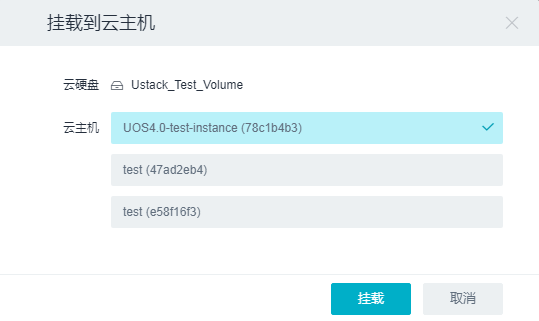 挂载到云主机
云硬盘 Ustack_Test_Volume
云主机 UOS4.0-test-instance (78c1b4b3)
test (47ad2eb4)
test (e58f16f3)
挂载 取消